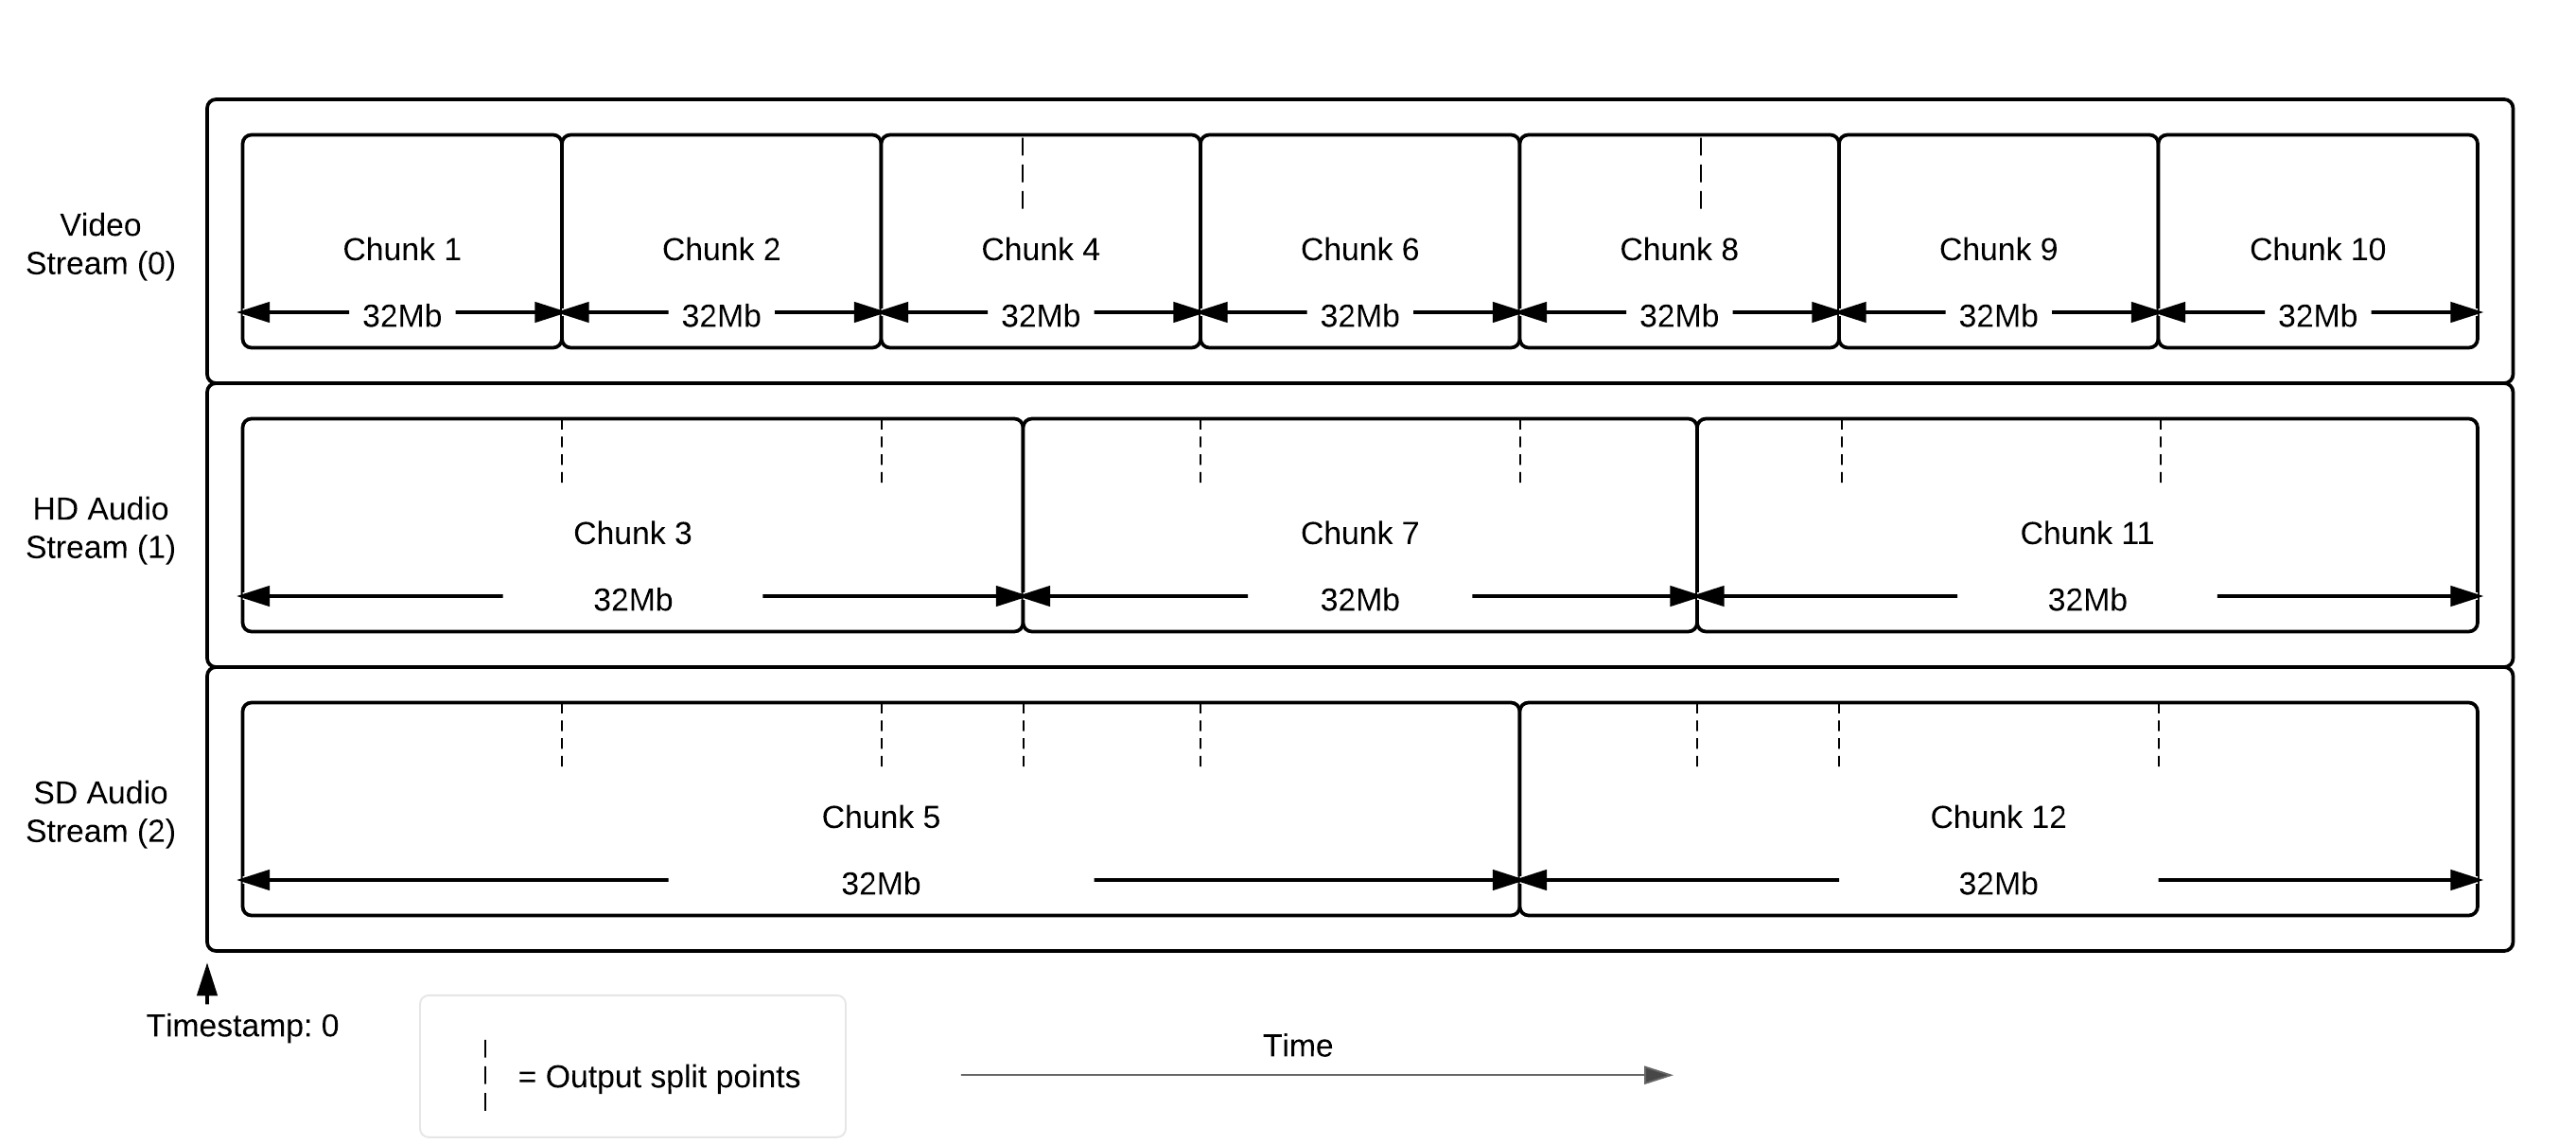 Video
Stream (0)
Chunk 1
Chunk 2
Chunk 4
Chunk 6
Chunk 8
Chunk 9
Chunk 10
32Mb
32Mb
32Mb
32Mb
32Mb
32Mb
32Mb
HD Audio
Stream (1)
Chunk 3
Chunk 7
Chunk 11
32Mb
32Mb
32Mb
SD Audio
Stream (2)
Chunk 5
Chunk 12
32Mb
32Mb
Timestamp: 0
= Output split points
Time